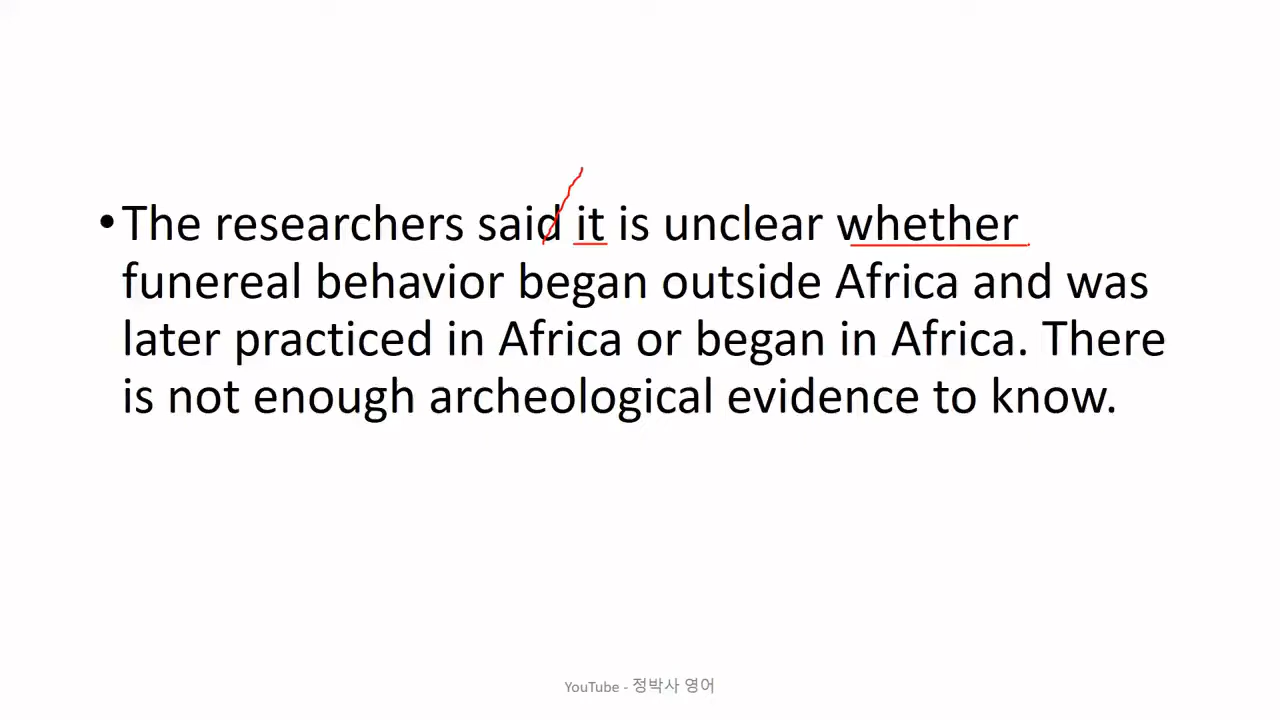 •The researchers said it is unclear whether
funereal behavior began outside Africa and was
later practiced in Africa or began in Africa. There
is not enough archeological evidence to know.
YouTube - 정박사 영어